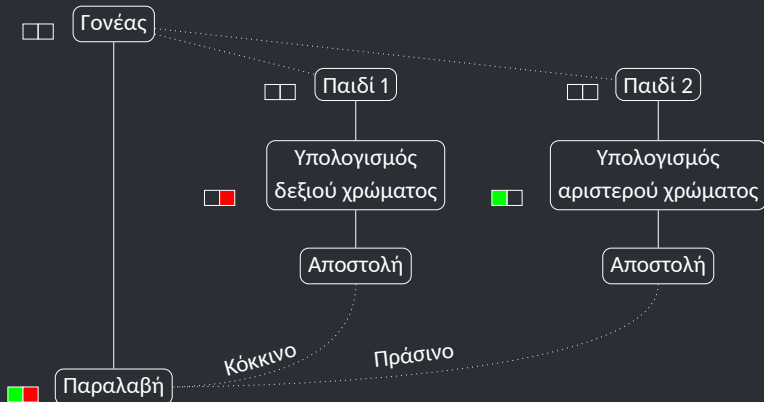 Γονέας
Παιδί 1
Παιδί 2
Υπολογισμός
δεξιού χρώματος
Υπολογισμός
αριστερού χρώματος
Αποστολή
Αποστολή
Κόκκινο
Πράσινο
Παραλαβή